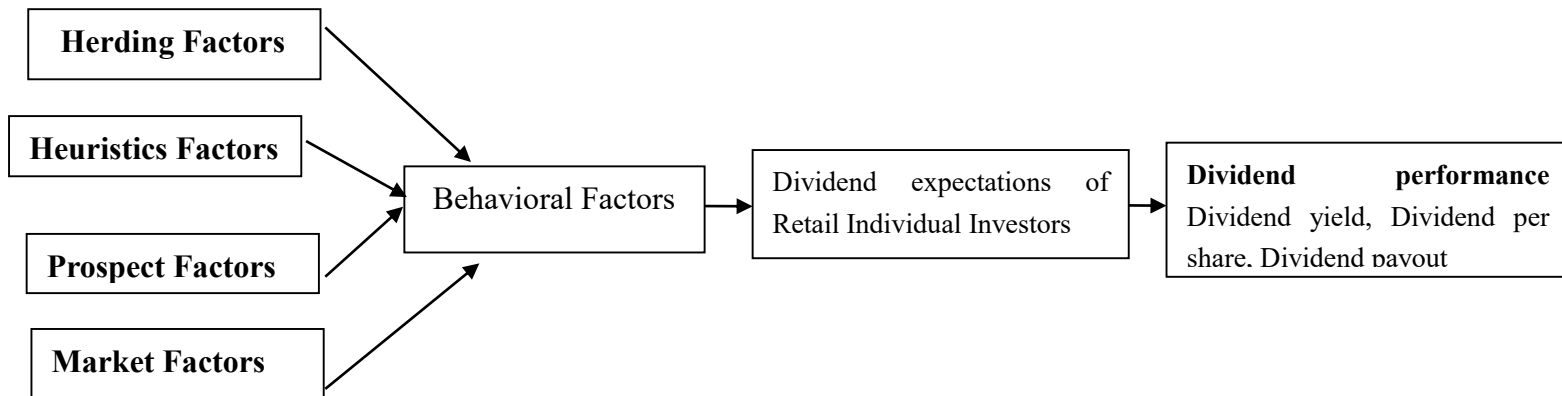 Herding Factors
Heuristics Factors
Prospect Factors
Market Factors
Behavioral Factors
Dividend expectations of
Retail Individual Investors
Dividend performance
Dividend yield, Dividend per
share, Dividend payout